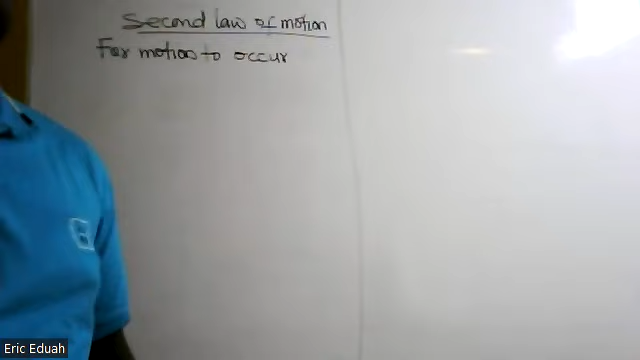 Second law of motion
For motion to occur
Eric Eduah